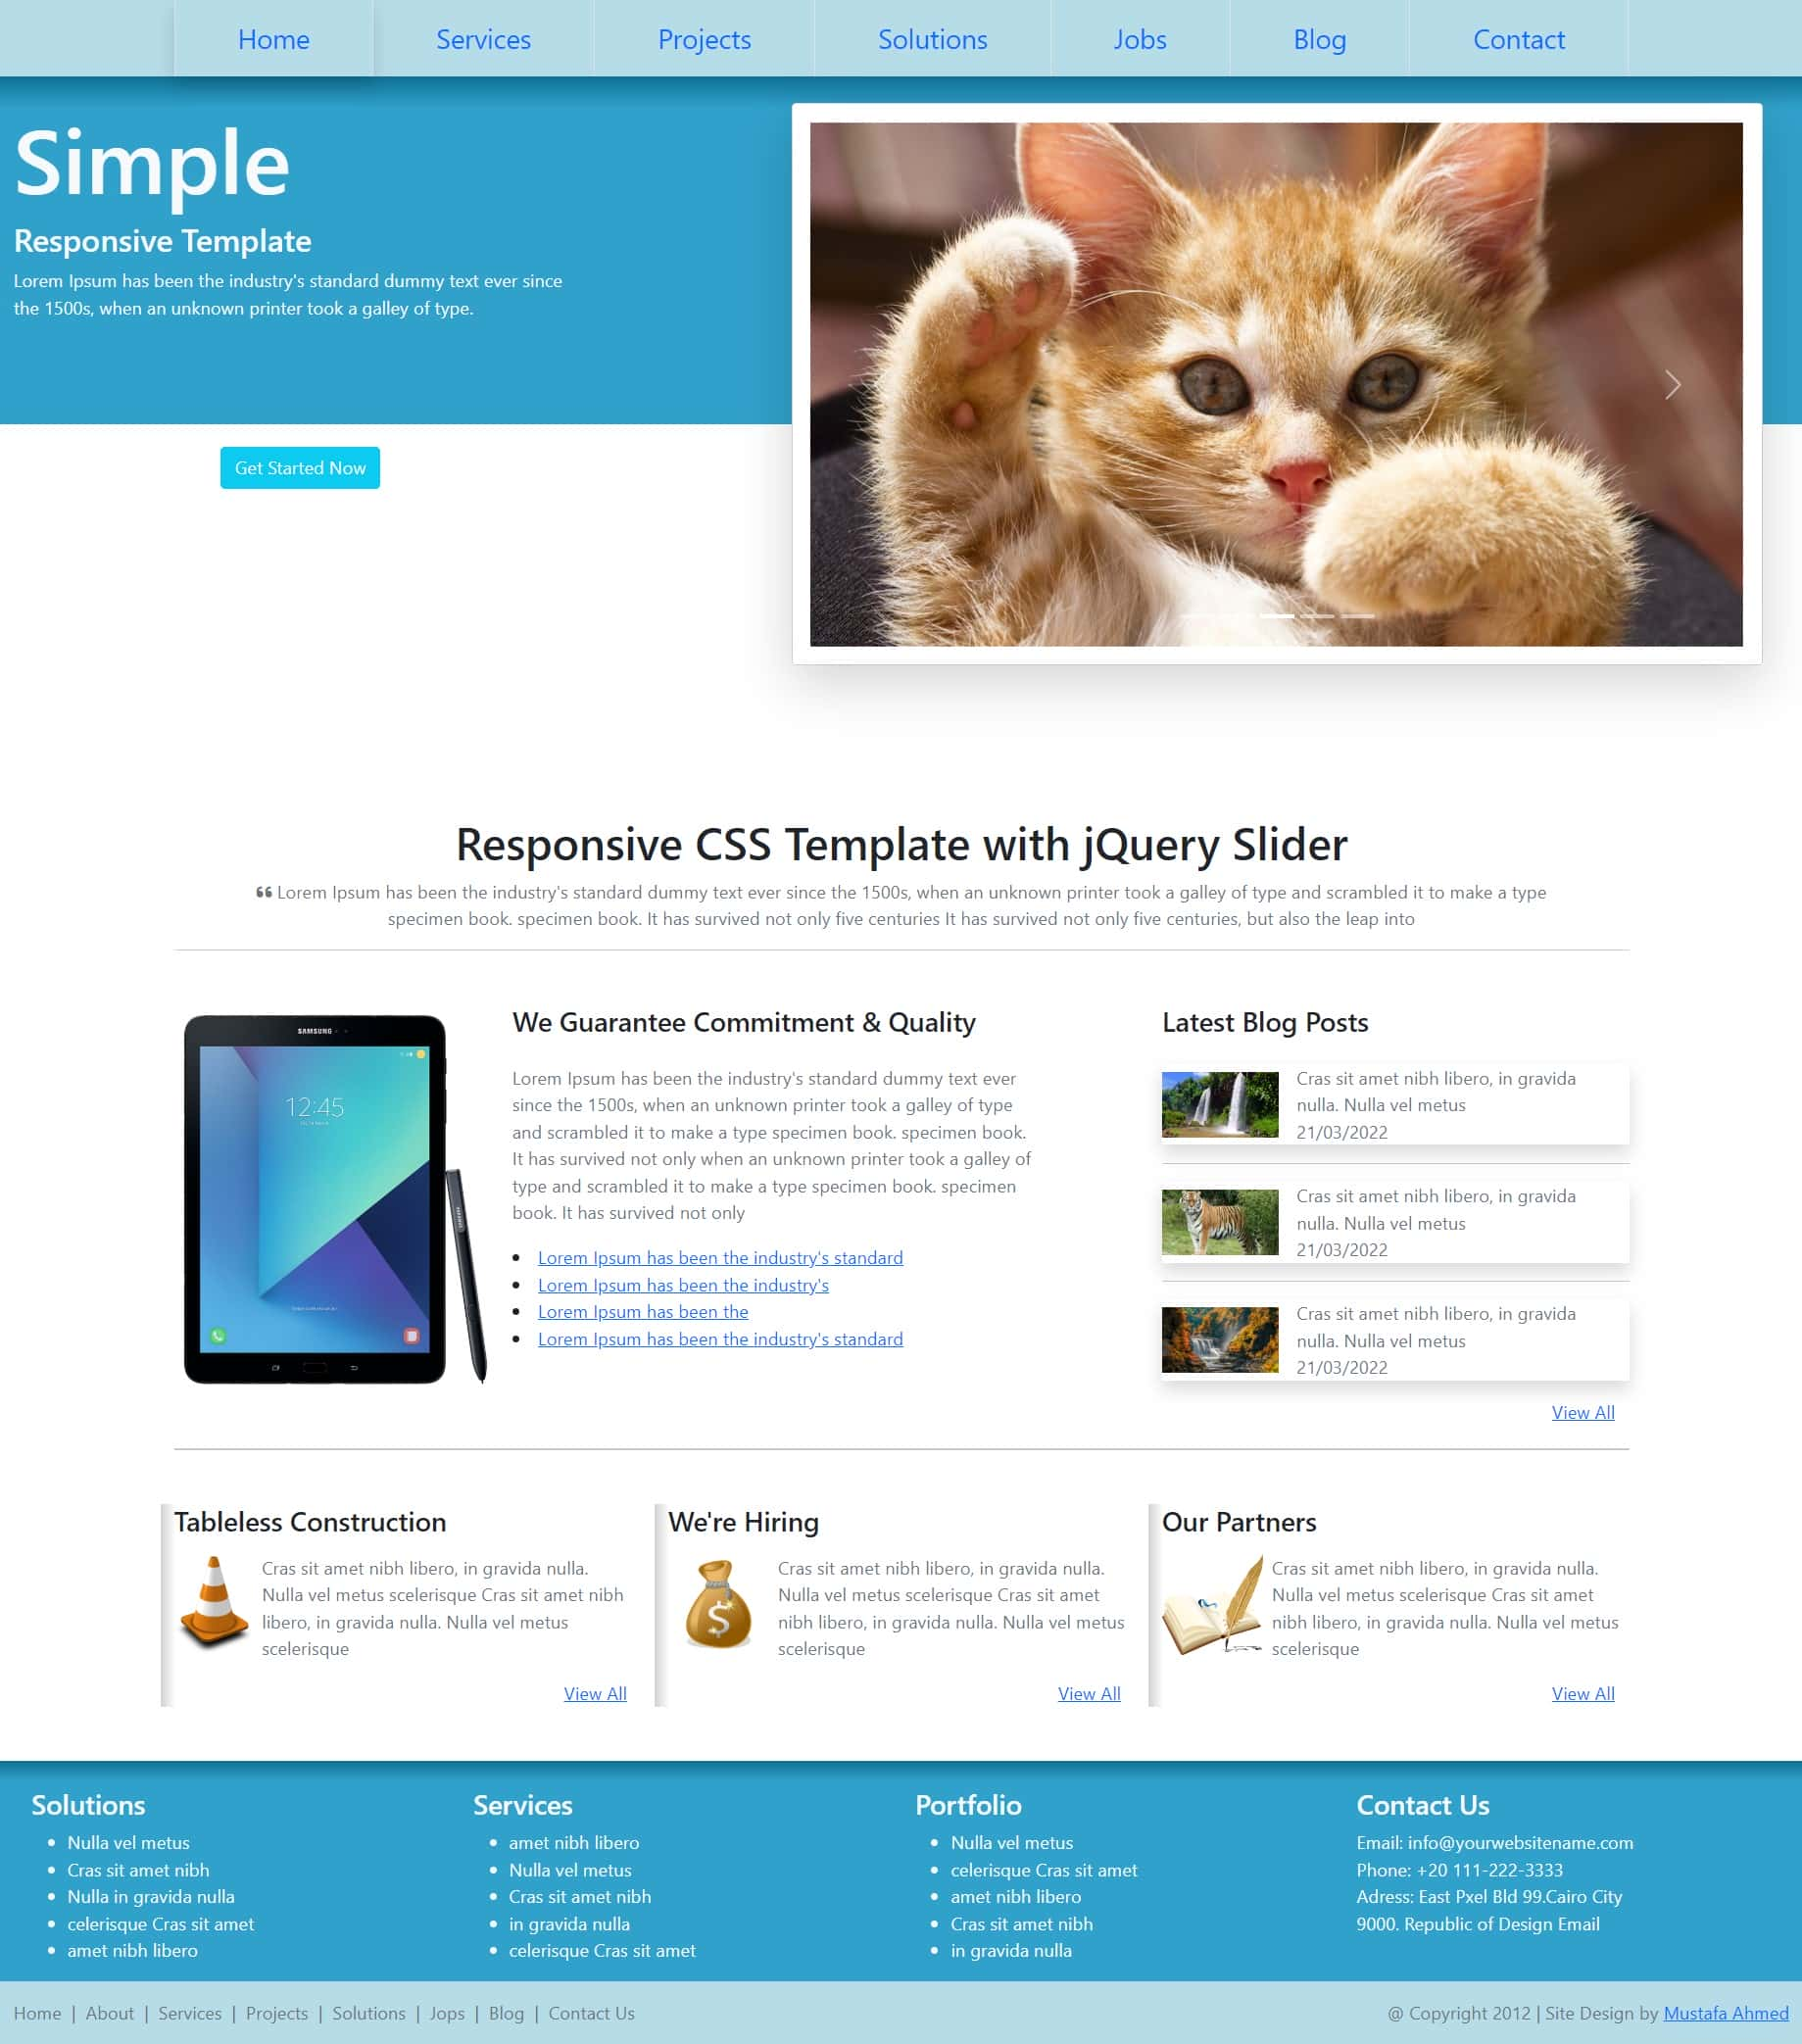 Home Services Projects Solutions Jobs Blog Contact
Simple
Responsive Template
Lorem Ipsum has been the industry's standard dummy text ever since
the 1500s, when an unknown printer took a galley of type.
Get Started Now
Responsive CSS Template with jQuery Slider
Lorem Ipsum has been the industry's standard dummy text ever since the 1500s, when an unknown printer took a galley of type and scrambled it to make a type
specimen book. specimen book. It has survived not only five centuries It has survived not only five centuries, but also the leap into
SAMSUNG
12:45
SAMSUNG
We Guarantee Commitment & Quality
Lorem Ipsum has been the industry's standard dummy text ever
since the 1500s, when an unknown printer took a galley of type
and scrambled it to make a type specimen book. specimen book.
It has survived not only when an unknown printer took a galley of
type and scrambled it to make a type specimen book. specimen
book. It has survived not only
Lorem Ipsum has been the industry's standard
Lorem Ipsum has been the industry's
Lorem Ipsum has been the
Lorem Ipsum has been the industry's standard
Latest Blog Posts
Cras sit amet nibh libero, in gravida
nulla. Nulla vel metus
21/03/2022
Cras sit amet nibh libero, in gravida
nulla. Nulla vel metus
21/03/2022
Cras sit amet nibh libero, in gravida
nulla. Nulla vel metus
21/03/2022
View All
Tableless Construction
Cras sit amet nibh libero, in gravida nulla.
Nulla vel metus scelerisque Cras sit amet nibh
libero, in gravida nulla. Nulla vel metus
scelerisque
View All
We're Hiring
Cras sit amet nibh libero, in gravida nulla.
Nulla vel metus scelerisque Cras sit amet
nibh libero, in gravida nulla. Nulla vel metus
scelerisque
View All
Our Partners
Cras sit amet nibh libero, in gravida nulla.
Nulla vel metus scelerisque Cras sit amet
nibh libero, in gravida nulla. Nulla vel metus
scelerisque
View All
Solutions
Nulla vel metus
Cras sit amet nibh
Nulla in gravida nulla
celerisque Cras sit amet
amet nibh libero
Services
amet nibh libero
Nulla vel metus
Cras sit amet nibh
in gravida nulla
celerisque Cras sit amet
Portfolio
Nulla vel metus
celerisque Cras sit amet
amet nibh libero
Cras sit amet nibh
in gravida nulla
Contact Us
Email: info@yourwebsitename.com
Phone: +20 111-222-3333
Adress: East Pxel Bld 99.Cairo City
9000. Republic of Design Email
Home | About | Services | Projects | Solutions | Jops | Blog | Contact Us
@ Copyright 2012 | Site Design by Mustafa Ahmed